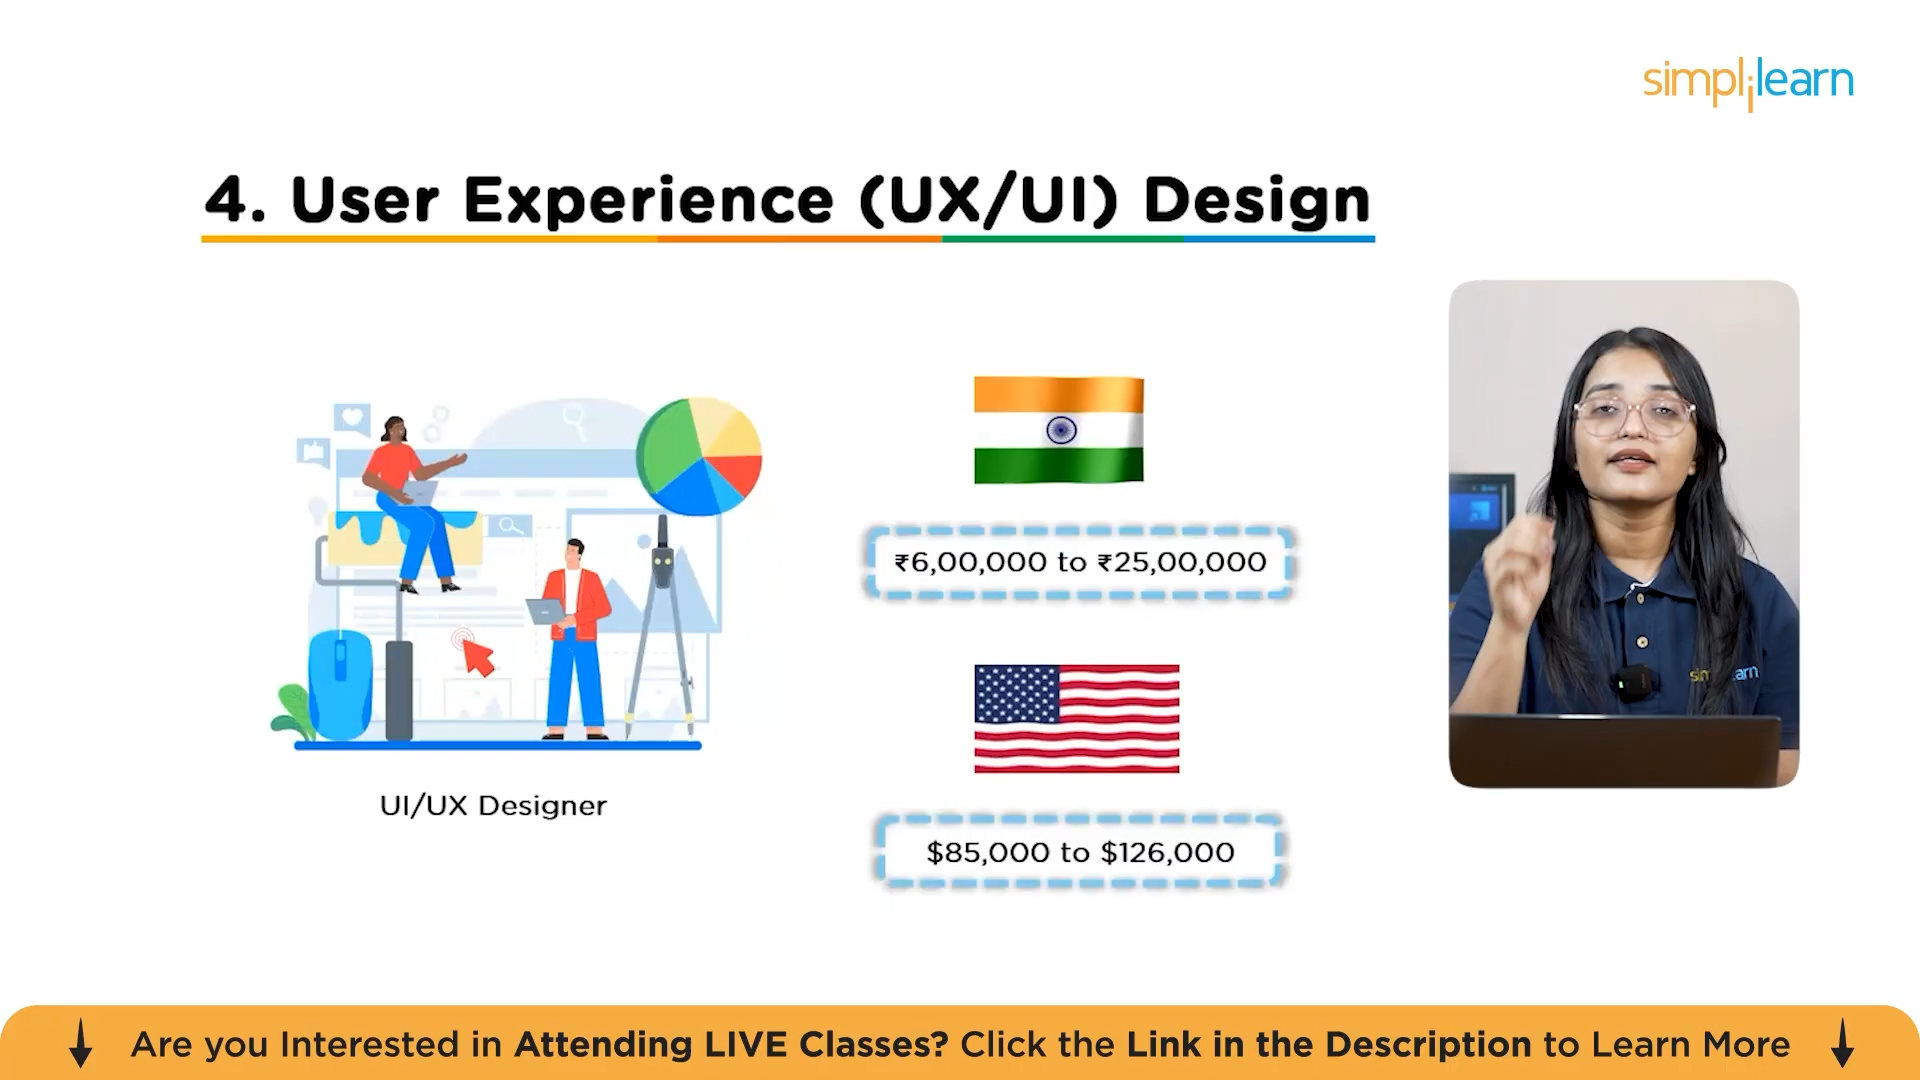 simplilearn
4. User Experience (UX/UI) Design
₹6,00,000 to ₹25,00,000
UI/UX Designer
$85,000 to $126,000
Are you Interested in Attending LIVE Classes? Click the Link in the Description to Learn More